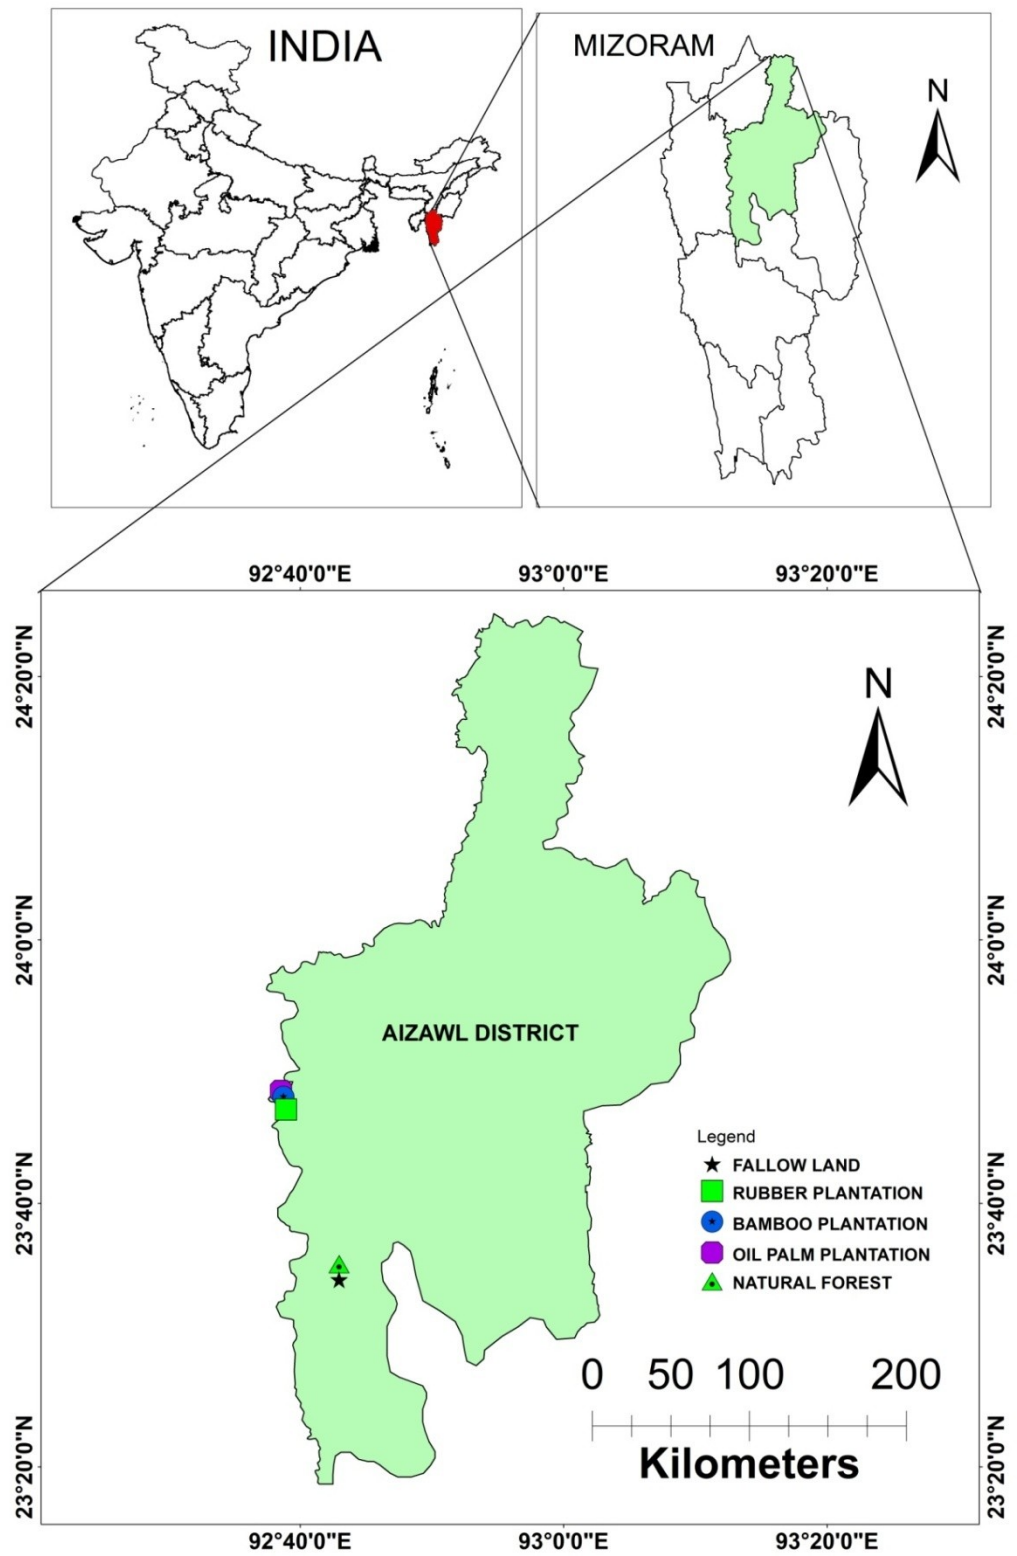 INDIA
MIZORAM
N
92°40'0"E 93°0'0"E 93°20'0"E
24°20'0"N
24°20'0"N
N
24°0'0"N
24°0'0"N
AIZAWL DISTRICT
Legend
FALLOW LAND
RUBBER PLANTATION
BAMBOO PLANTATION
OIL PALM PLANTATION
NATURAL FOREST
23°40'0"N
23°40'0"N
0 50 100 200
Kilometers
23°20'0"N
23°20'0"N
92°40'0"E 93°0'0"E 93°20'0"E